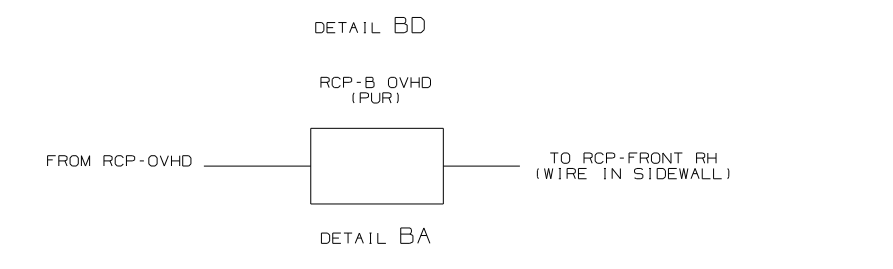 DETAIL BD
RCP-B OVHD
(PUR)
FROM RCP-OVHD
TO RCP-FRONT RH
(WIRE IN SIDEWALL)
DETAIL BA